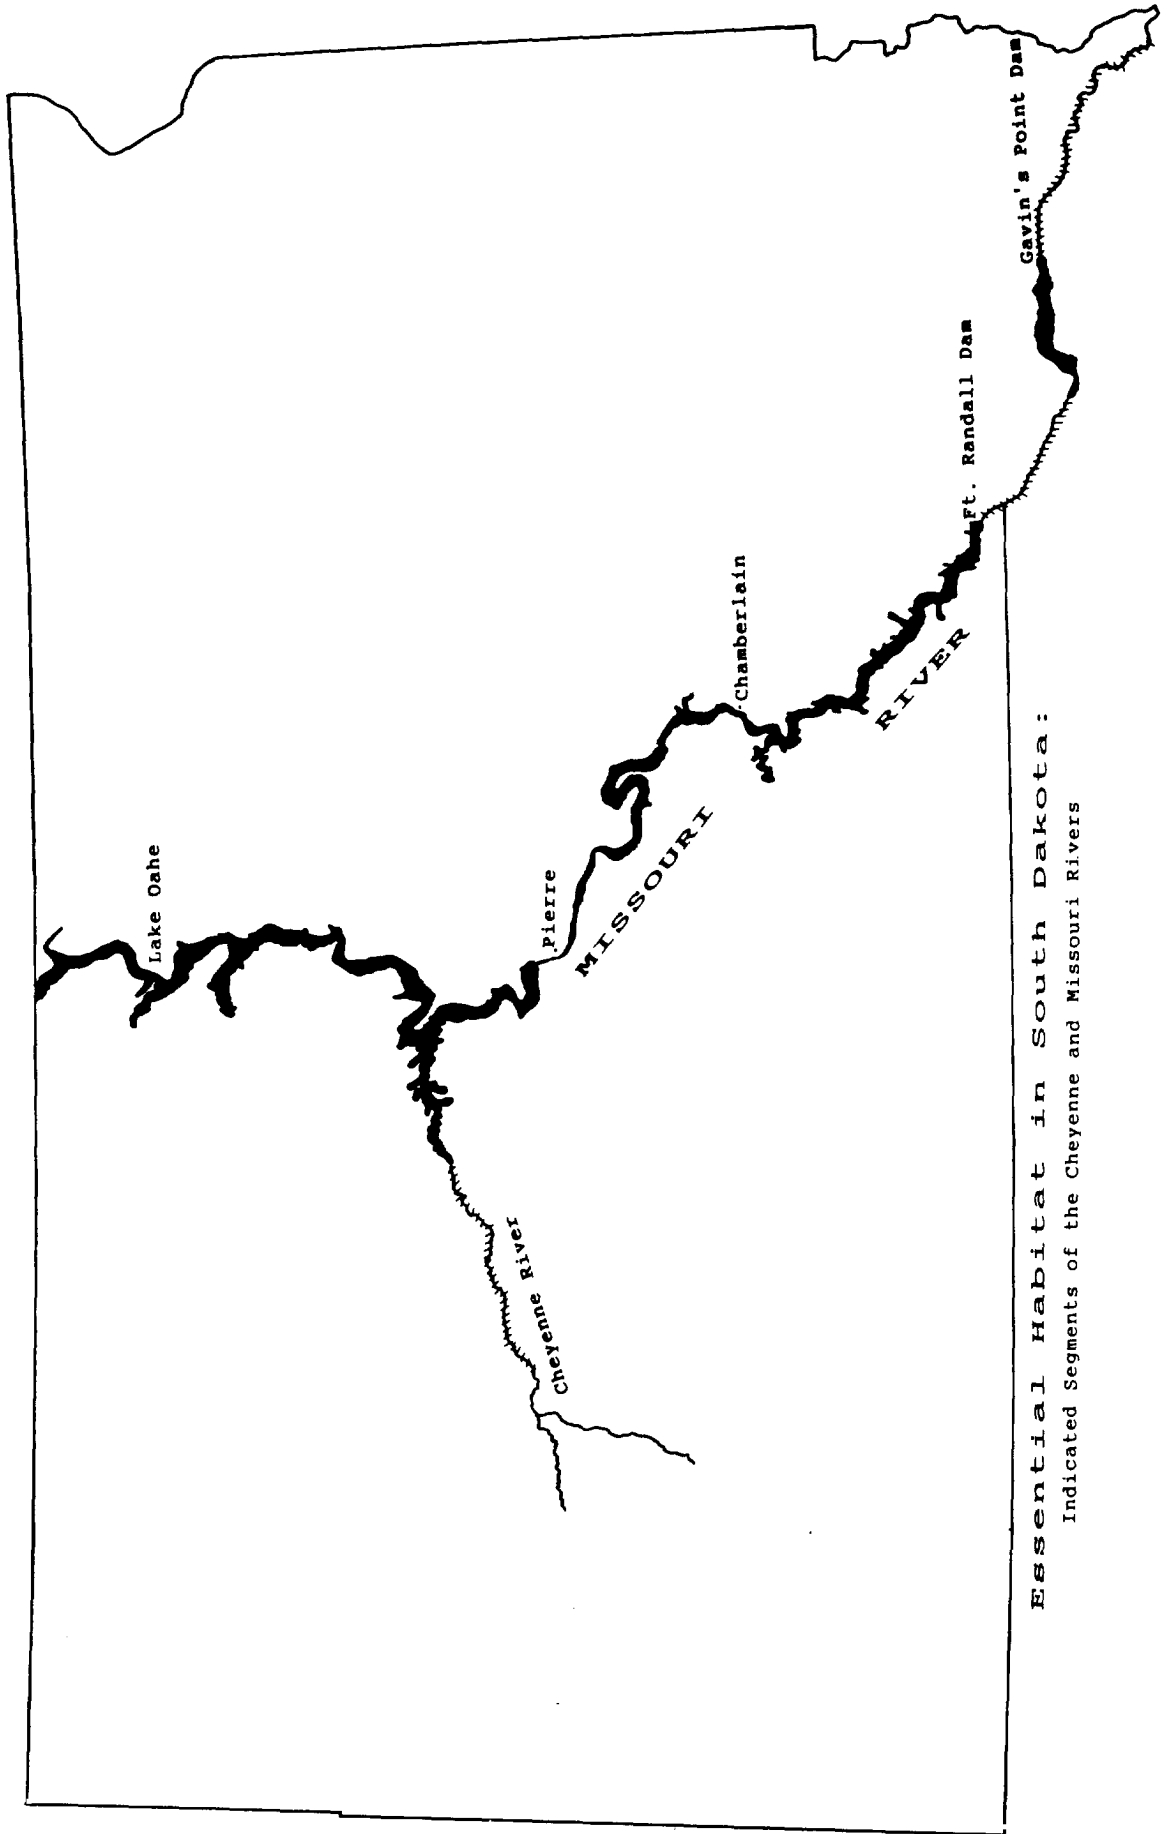 Lake Oahe
Pierre
Chamberlain
MISSOURI
RIVER
Cheyenne River
Ft. Randall Dam
Gavin's Point Dam
Essential Habitat in South Dakota:
Indicated Segments of the Cheyenne and Missouri Rivers